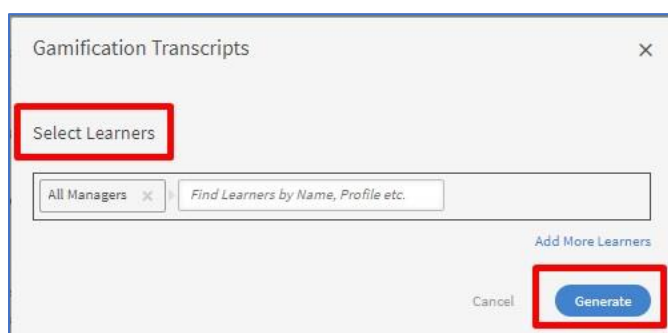 Gamification Transcripts
Select Learners
All Managers Find Learners by Name, Profile etc.
Add More Learners
Cancel Generate